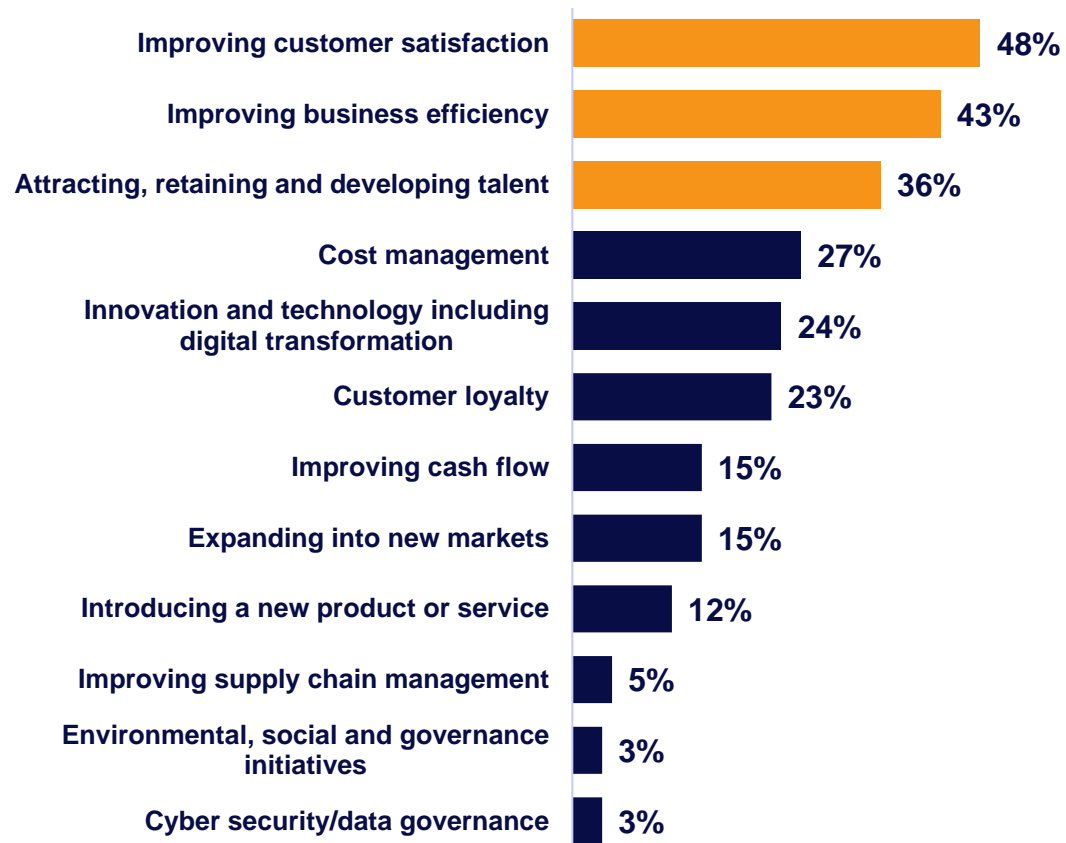 Improving customer satisfaction 48%
Improving business efficiency 43%
Attracting, retaining and developing talent 36%
Cost management 27%
Innovation and technology including
digital transformation 24%
Customer loyalty 23%
Improving cash flow 15%
Expanding into new markets 15%
Introducing a new product or service 12%
Improving supply chain management 5%
Environmental, social and governance
initiatives 3%
Cyber security/data governance 3%